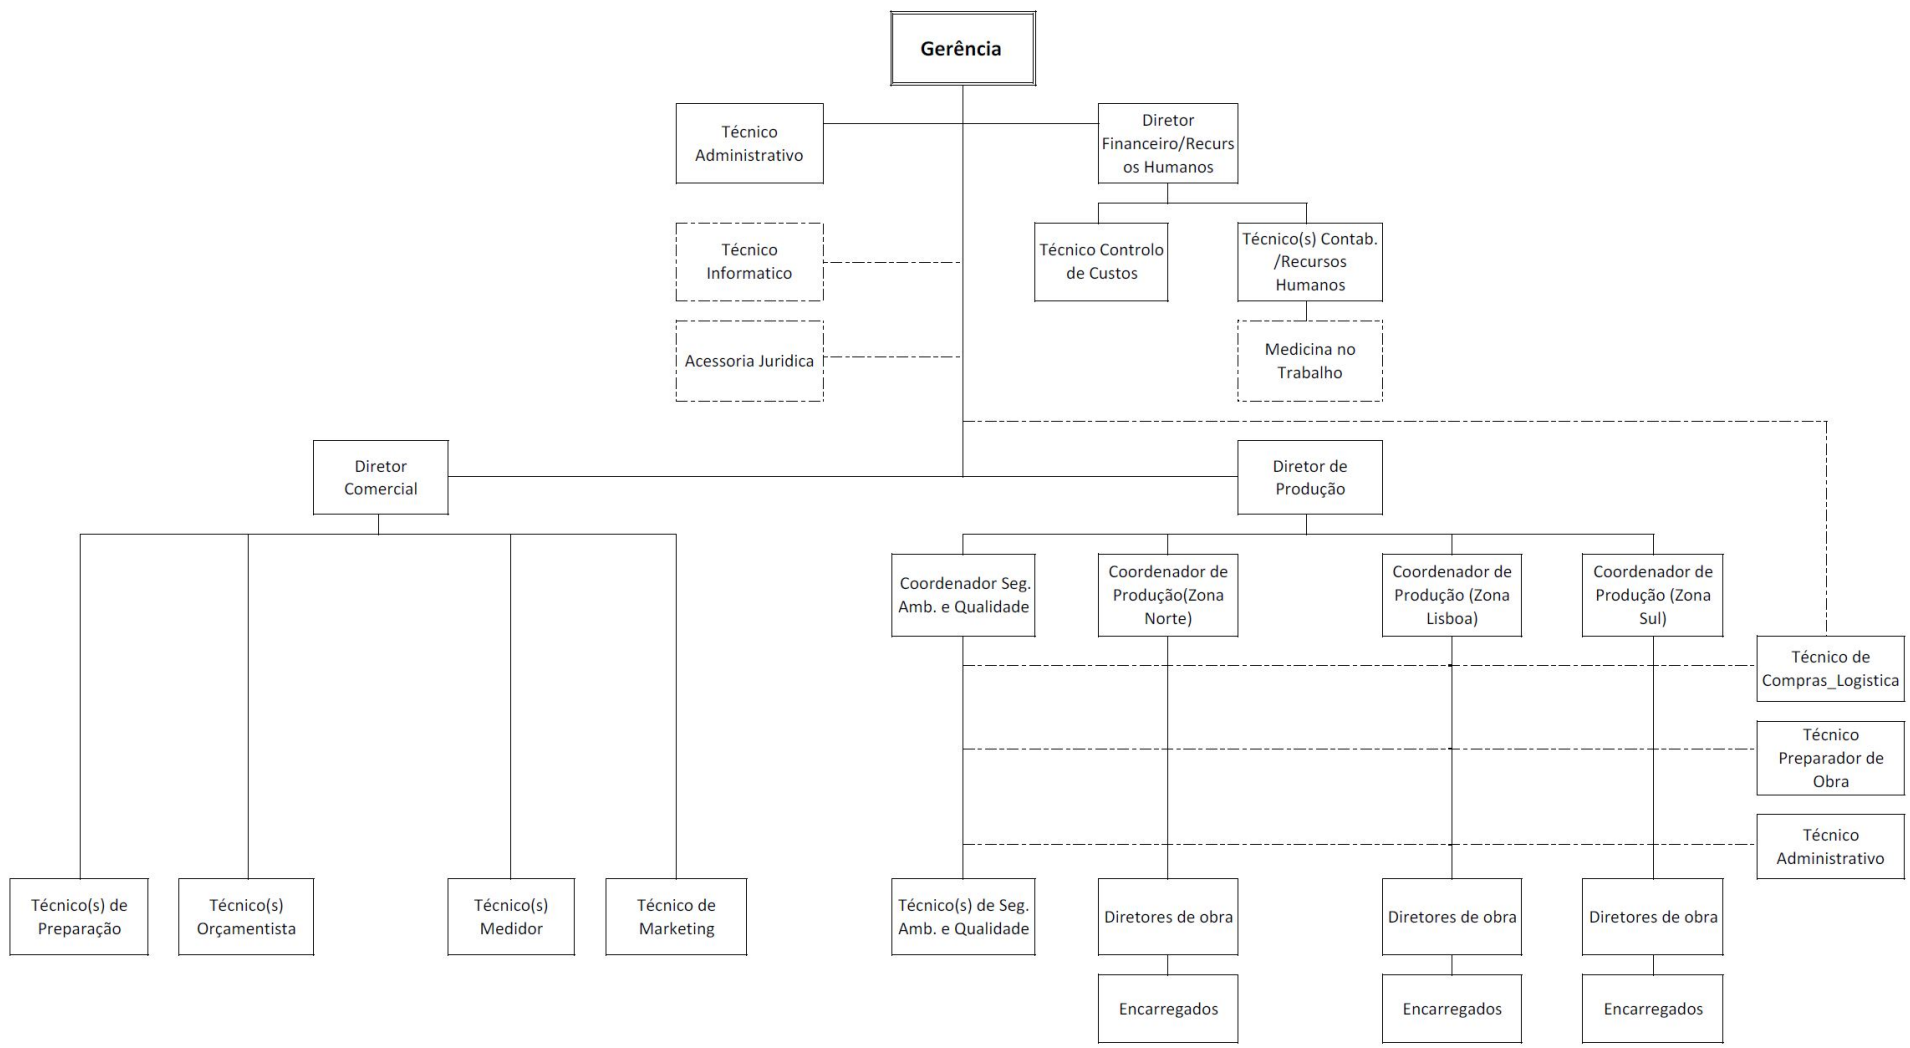 Gerência
Técnico
Administrativo
Diretor
Financeiro/Recurs
os Humanos
Técnico
Informatico
Técnico Controlo
de Custos
Técnico(s) Contab.
/Recursos
Humanos
Acessoria Juridica
Medicina no
Trabalho
Diretor
Comercial
Diretor de
Produção
Coordenador Seg.
Amb. e Qualidade
Coordenador de
Produção(Zona
Norte)
Coordenador de
Produção (Zona
Lisboa)
Coordenador de
Produção (Zona
Sul)
Técnico de
Compras_Logistica
Técnico
Preparador de
Obra
Técnico
Administrativo
Técnico(s) de
Preparação
Técnico(s)
Orçamentista
Técnico(s)
Medidor
Técnico de
Marketing
Técnico(s) de Seg.
Amb. e Qualidade
Diretores de obra
Diretores de obra
Diretores de obra
Encarregados
Encarregados
Encarregados